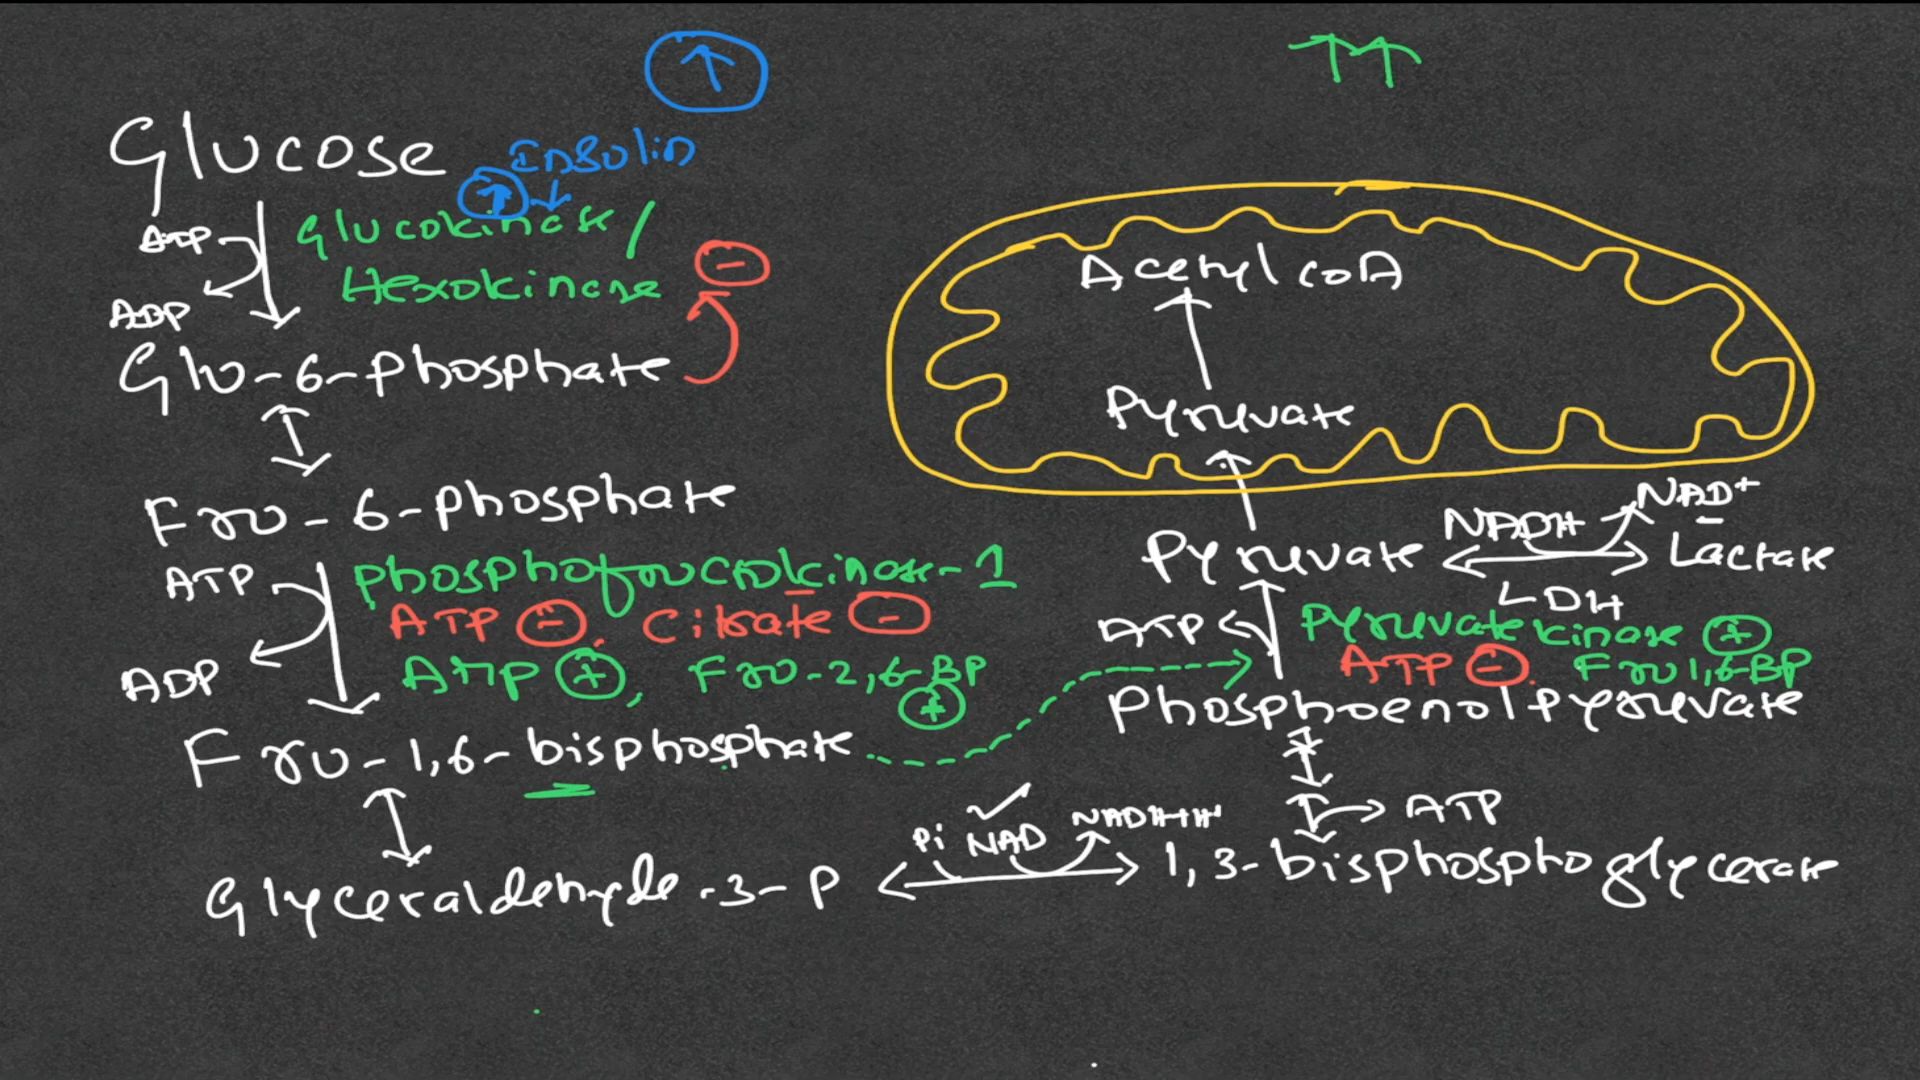 Glucose
Insulin
ATP
Glucokinase/
Hexokinase
-
ADP
Glu-6-phosphate
Fru-6-phosphate
ATP
phosphofructokinase-1
ATP -, Citrate -
ADP
AMP +, Fru-2,6-BP
+
Fru-1,6-bisphosphate
Glyceraldehyde-3-P
Pi NAD NADH+H+
1,3-bisphosphoglycerate
ATP
Phosphoenolpyruvate
ATP
Pyruvate kinase +
ATP -. Fru 1,6-BP
Pyruvate
NADH NAD+
Lactate
LDH
Pyruvate
Acetyl coA